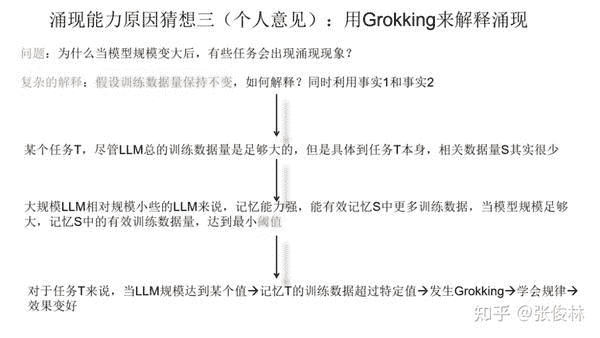 涌现能力原因猜想三（个人意见）：用Grokking来解释涌现
问题：为什么当模型规模变大后，有些任务会出现涌现现象？
复杂的解释：假设训练数据量保持不变，如何解释？同时利用事实1和事实2
某个任务T，尽管LLM总的训练数据量是足够大的，但是具体到任务T本身，相关数据量S其实很少
大规模LLM相对规模小些的LLM来说，记忆能力强，能有效记忆S中更多训练数据，当模型规模足够
大，记忆S中的有效训练数据量，达到最小阈值
对于任务T来说，当LLM规模达到某个值→记忆T的训练数据超过特定值→发生Grokking→学会规律→
效果变好
知乎 @张俊林